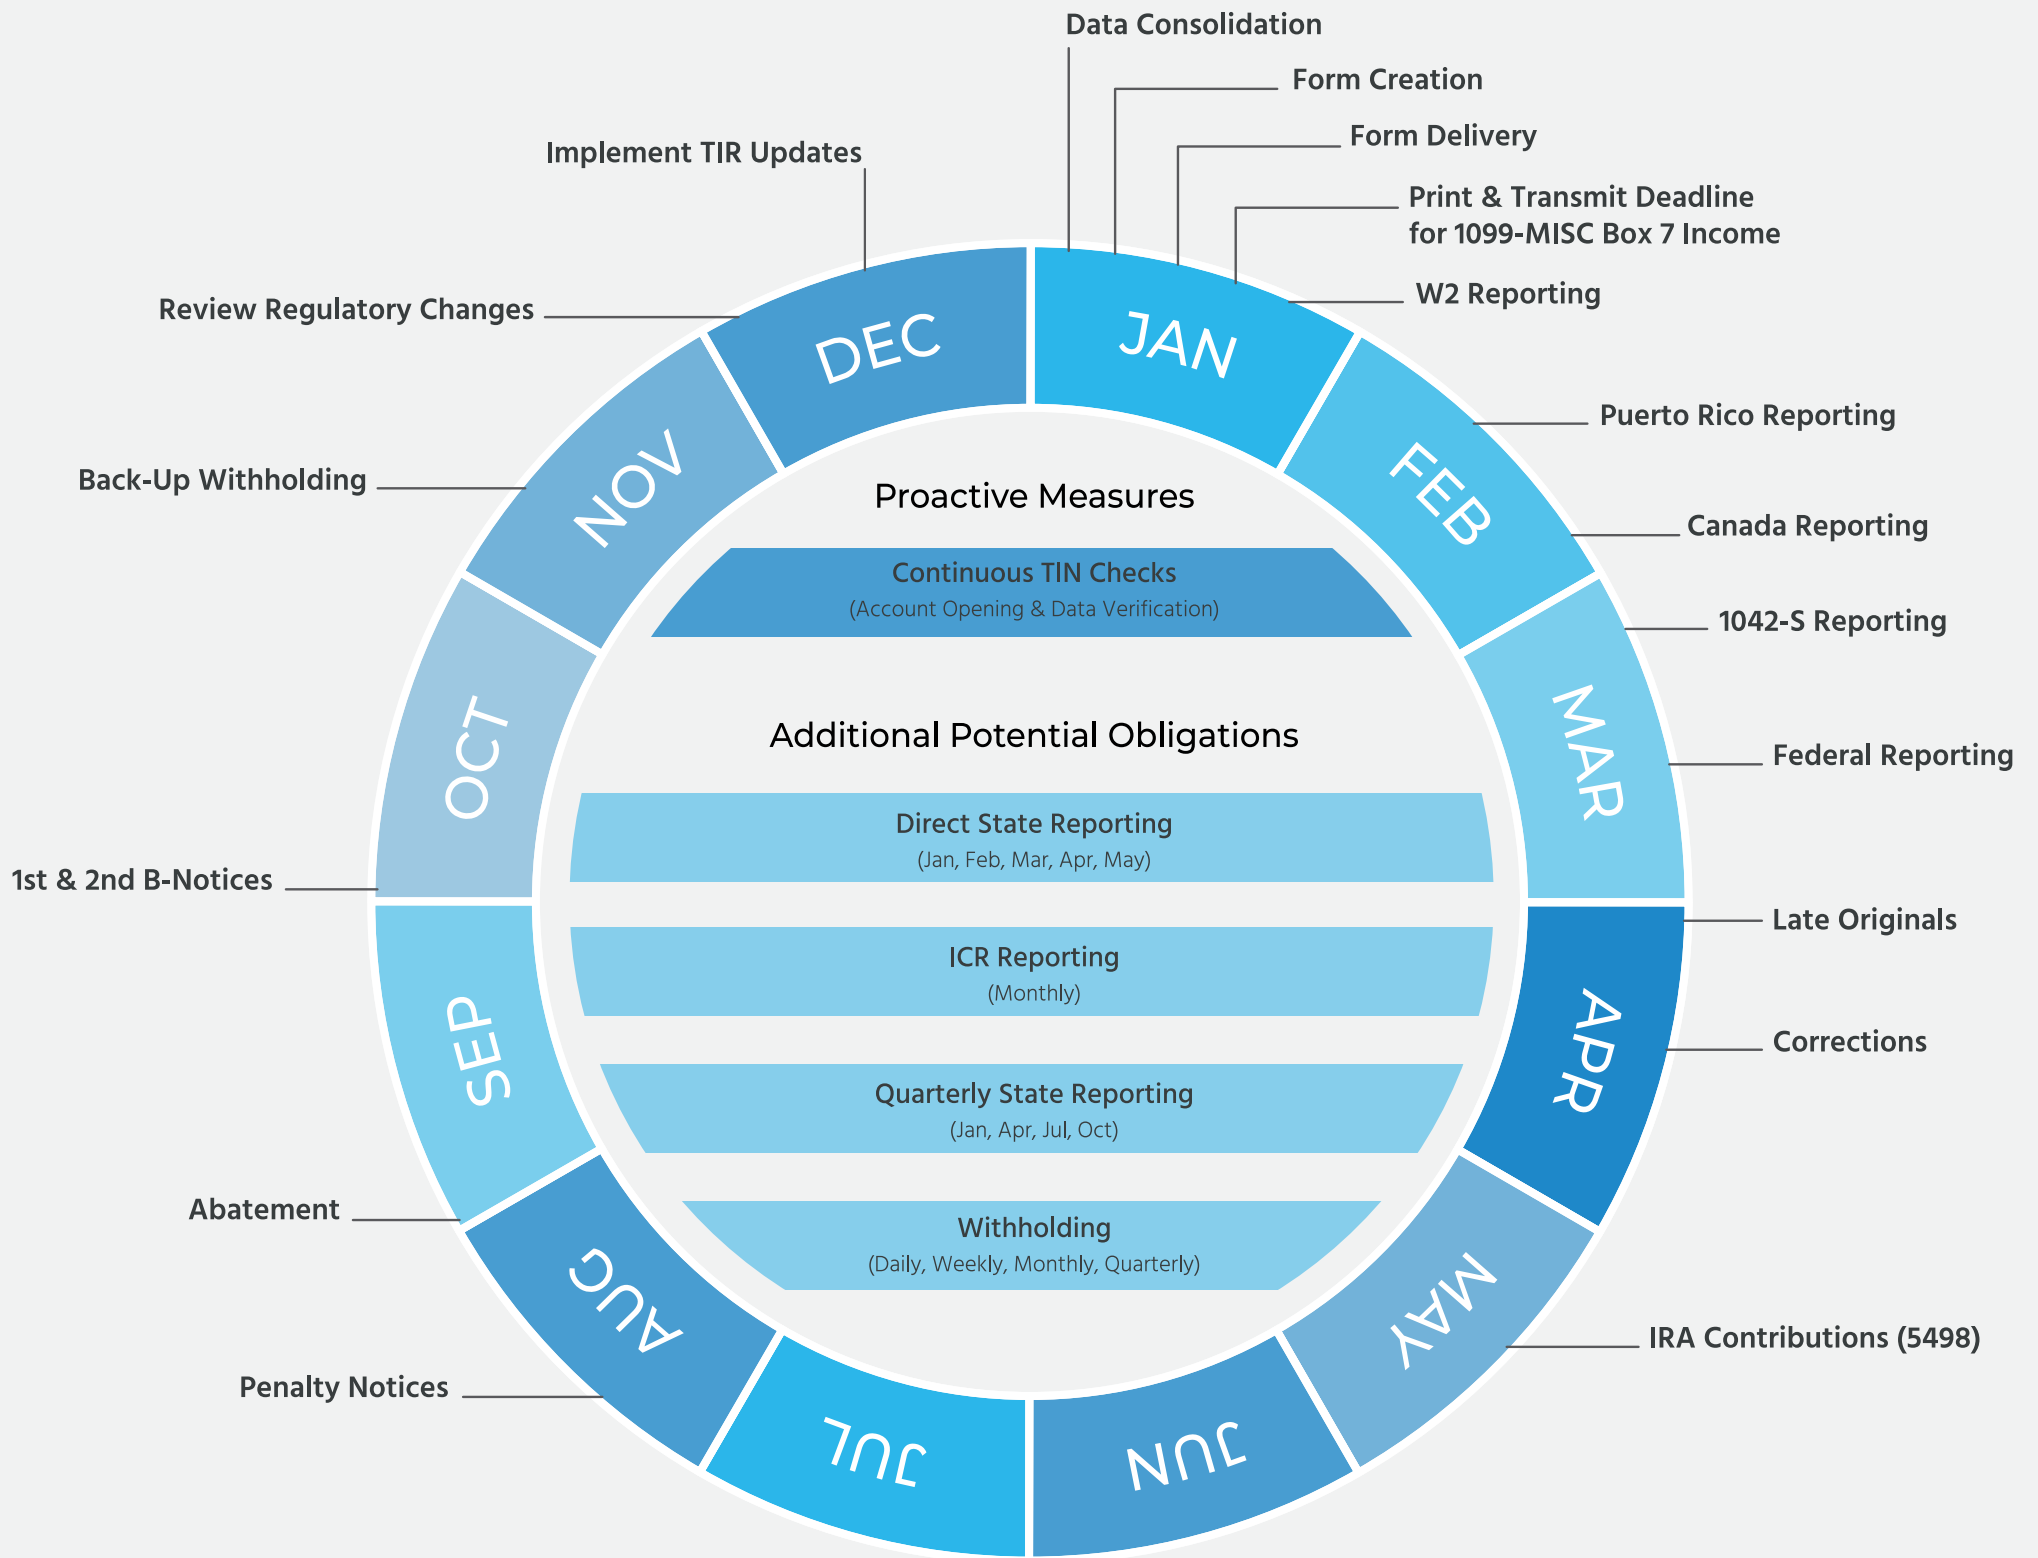 Data Consolidation
Form Creation
Form Delivery
Print & Transmit Deadline
for 1099-MISC Box 7 Income
W2 Reporting
Implement TIR Updates
Review Regulatory Changes
Back-Up Withholding
1st & 2nd B-Notices
Abatement
Penalty Notices
Puerto Rico Reporting
Canada Reporting
1042-S Reporting
Federal Reporting
Late Originals
Corrections
IRA Contributions (5498)
JAN
FEB
MAR
APR
MAY
JUN
JUL
AUG
SEP
OCT
NOV
DEC
Proactive Measures
Continuous TIN Checks
(Account Opening & Data Verification)
Additional Potential Obligations
Direct State Reporting
(Jan, Feb, Mar, Apr, May)
ICR Reporting
(Monthly)
Quarterly State Reporting
(Jan, Apr, Jul, Oct)
Withholding
(Daily, Weekly, Monthly, Quarterly)